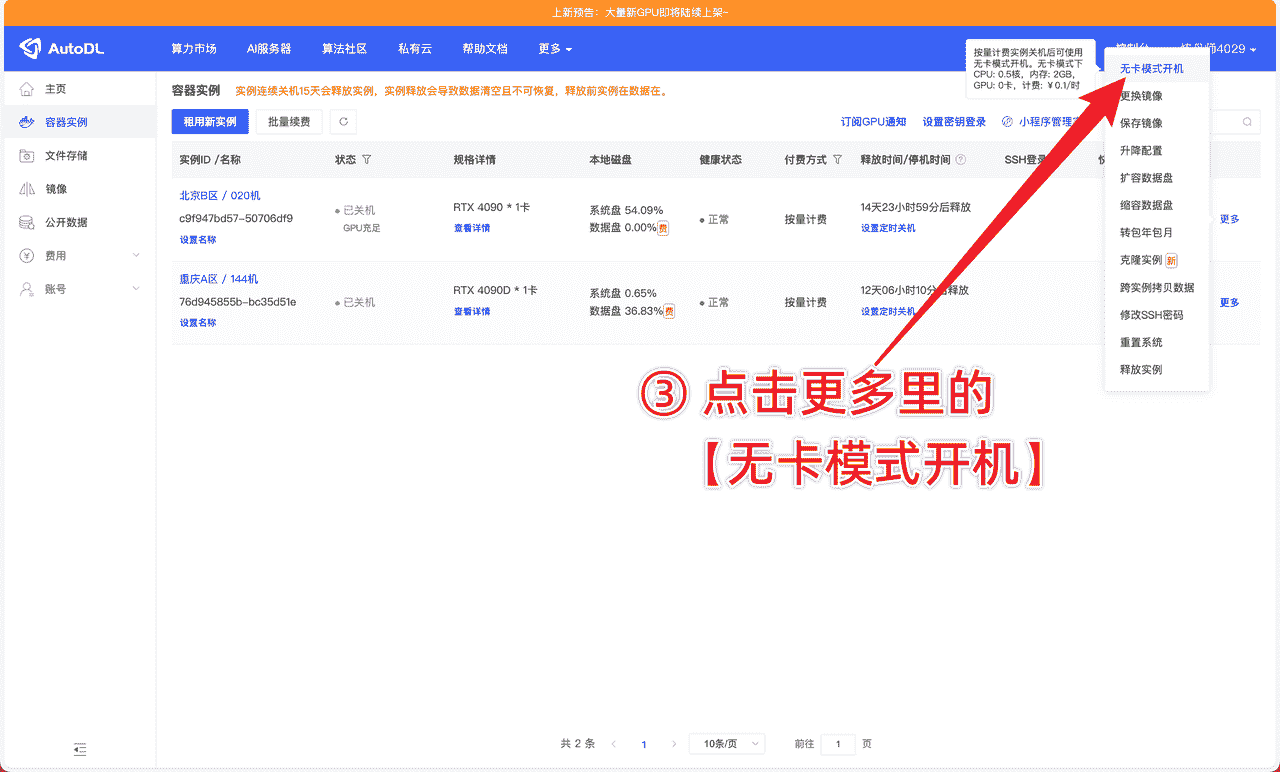 上新预告：大量新GPU即将陆续上架~
AutoDL
算力市场 AI服务器 算法社区 私有云 帮助文档 更多
师4029
按量计费实例关机后可使用
无卡模式开机。无卡模式下
CPU: 0.5核，内存: 2GB，
GPU: 0卡，计费: ￥0.1/时
无卡模式开机
更换镜像
保存镜像
升降配置
扩容数据盘
缩容数据盘
转包年包月
克隆实例 新
跨实例拷贝数据
修改SSH密码
重置系统
释放实例
主页
容器实例
文件存储
镜像
公开数据
费用
账号
容器实例 实例连续关机15天会释放实例，实例释放会导致数据清空且不可恢复，释放前实例在数据在。
租用新实例 批量续费
订阅GPU通知 设置密钥登录 小程序管理
实例ID /名称 状态 规格详情 本地磁盘 健康状态 付费方式 释放时间/停机时间 SSH登录
北京B区 / 020机
c9f947bd57-50706df9
设置名称
已关机
GPU充足
RTX 4090 * 1卡
查看详情
系统盘 54.09%
数据盘 0.00% 费
正常
按量计费
14天23小时59分后释放
设置定时关机
更多
重庆A区 / 144机
76d945855b-bc35d51e
设置名称
已关机
RTX 4090D * 1卡
查看详情
系统盘 0.65%
数据盘 36.83% 费
正常
按量计费
12天06小时10分后释放
设置定时关机
更多
③ 点击更多里的
【无卡模式开机】
共 2 条 1 10条/页 前往 1 页